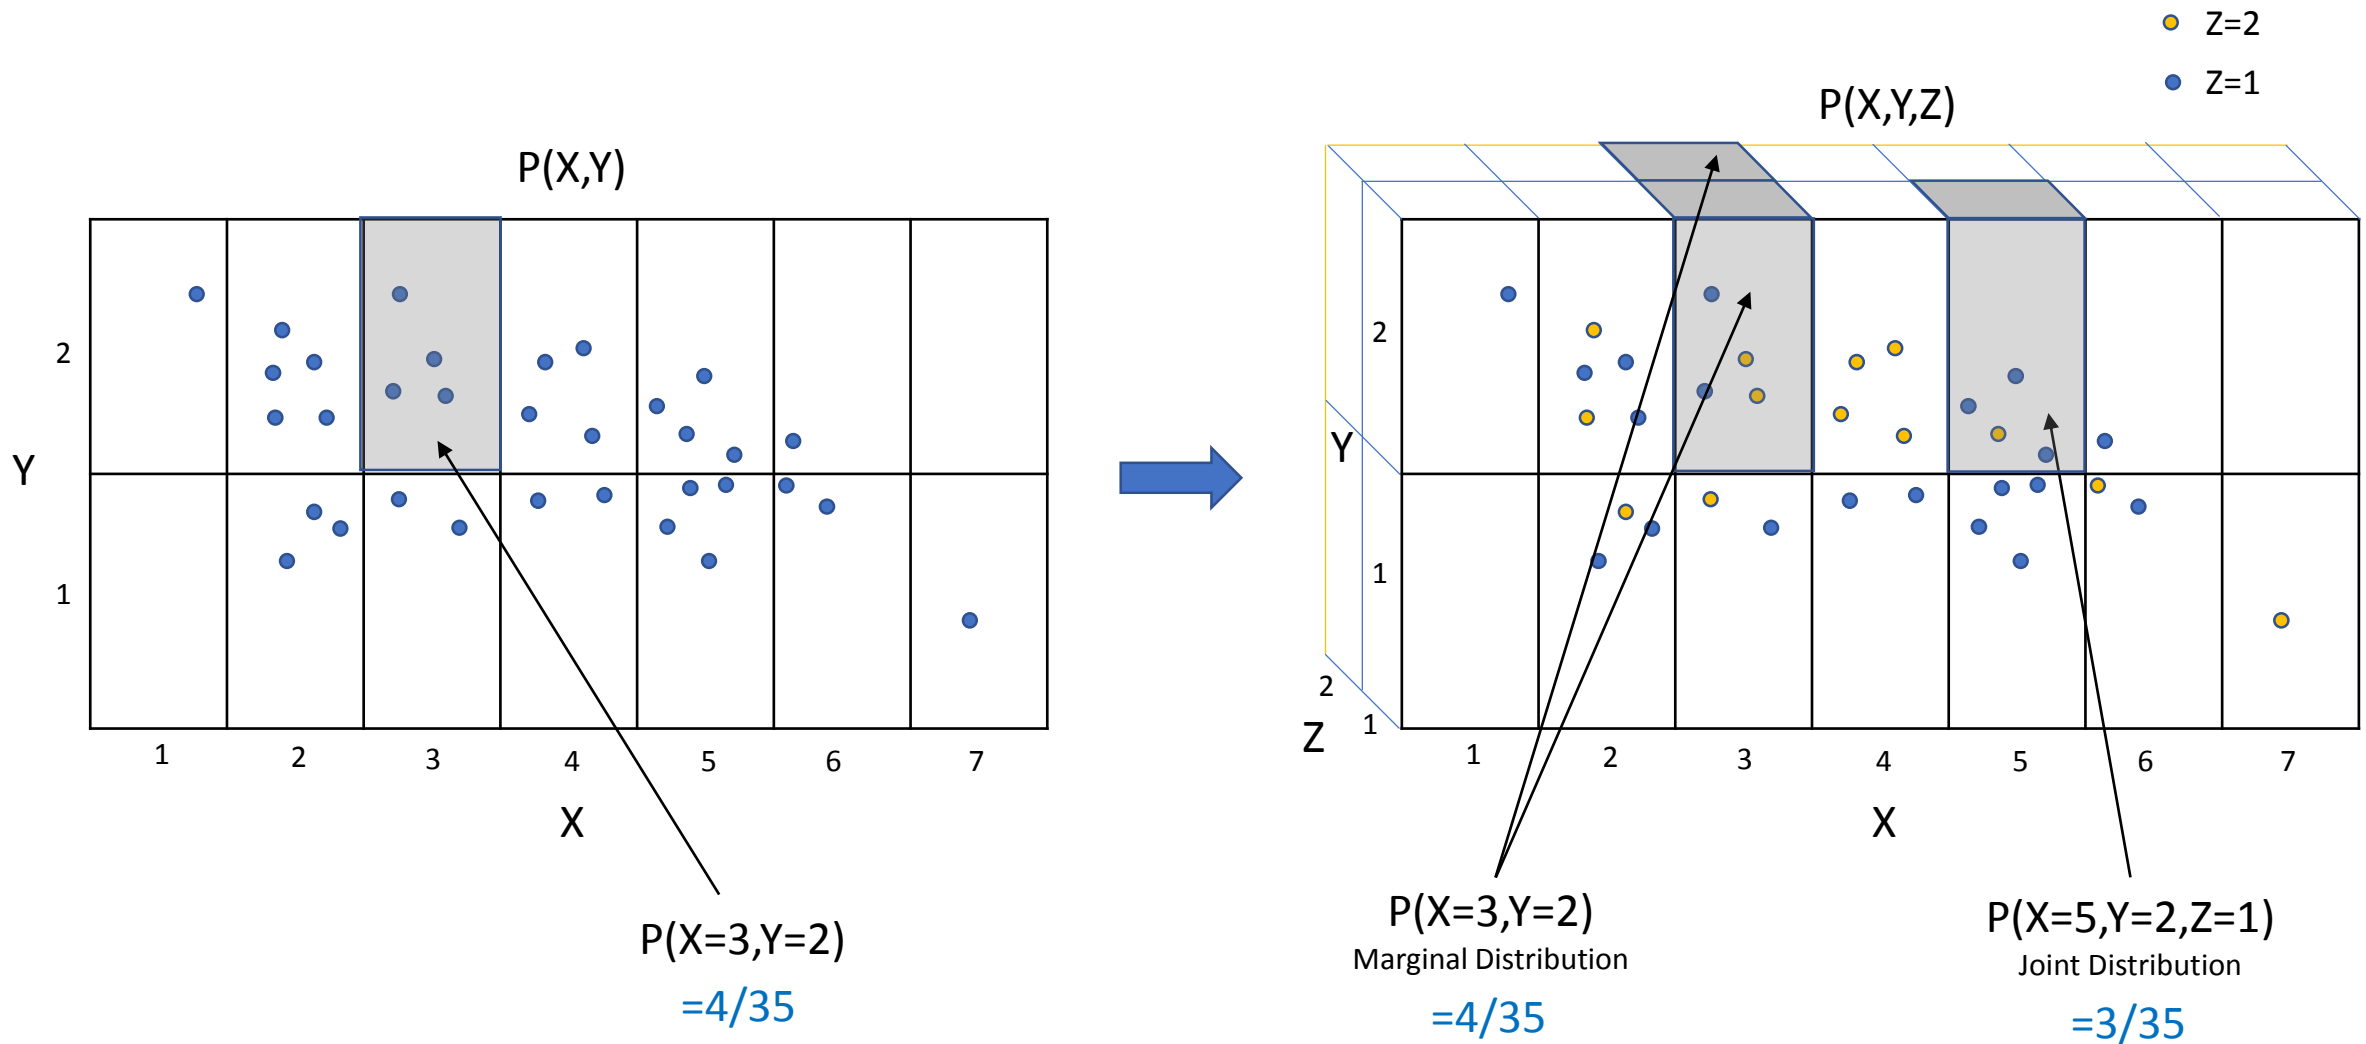 Z=2
Z=1
P(X,Y,Z)
P(X,Y)
2
Y
1
1 2 3 4 5 6 7
X
P(X=3,Y=2)
=4/35
2
Y
1
2
1
Z
1 2 3 4 5 6 7
X
P(X=3,Y=2)
Marginal Distribution
=4/35
P(X=5,Y=2,Z=1)
Joint Distribution
=3/35